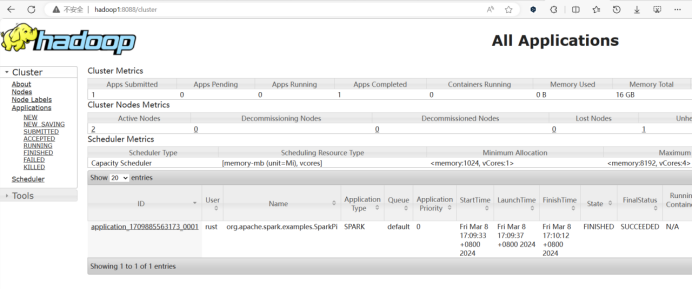 不安全 | hadoop1:8088/cluster
hadoop
All Applications
Cluster
About
Nodes
Node Labels
Applications
NEW
NEW_SAVING
SUBMITTED
ACCEPTED
RUNNING
FINISHED
FAILED
KILLED
Scheduler
Tools
Cluster Metrics
Apps Submitted Apps Pending Apps Running Apps Completed Containers Running Memory Used Memory Total
1 0 0 1 0 0 B 16 GB
Cluster Nodes Metrics
Active Nodes Decommissioning Nodes Decommissioned Nodes Lost Nodes Unhe
2 0 0 0 1
Scheduler Metrics
Scheduler Type Scheduling Resource Type Minimum Allocation Maximum
Capacity Scheduler [memory-mb (unit=Mi), vcores] <memory:1024, vCores:1> <memory:8192, vCores:4>
Show 20 entries
ID User Name Application Type Queue Application Priority StartTime LaunchTime FinishTime State FinalStatus Runnin Contain
application_1709885563173_0001 rust org.apache.spark.examples.SparkPi SPARK default 0 Fri Mar 8 17:09:33 +0800 2024 Fri Mar 8 17:09:37 +0800 2024 Fri Mar 8 17:10:12 +0800 2024 FINISHED SUCCEEDED N/A
Showing 1 to 1 of 1 entries